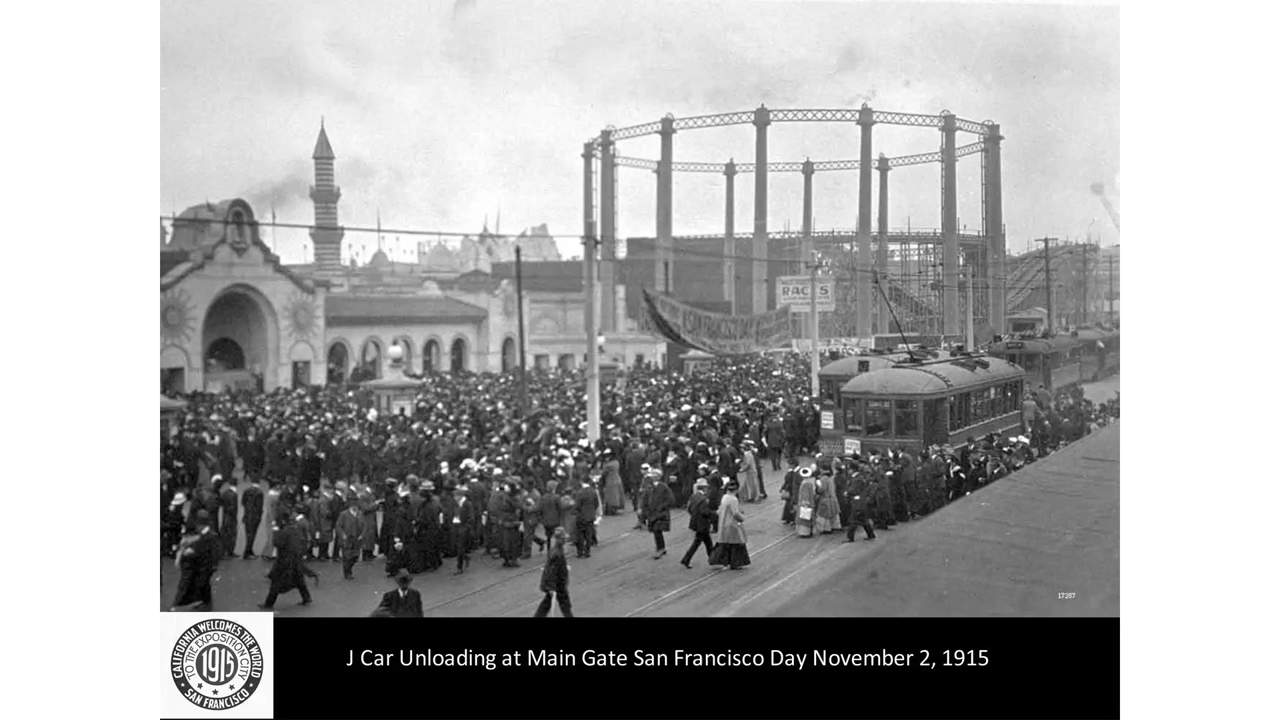 RACES
17287
CALIFORNIA WELCOMES THE WORLD
TO THE EXPOSITION CITY
1915
SAN FRANCISCO
J Car Unloading at Main Gate San Francisco Day November 2, 1915